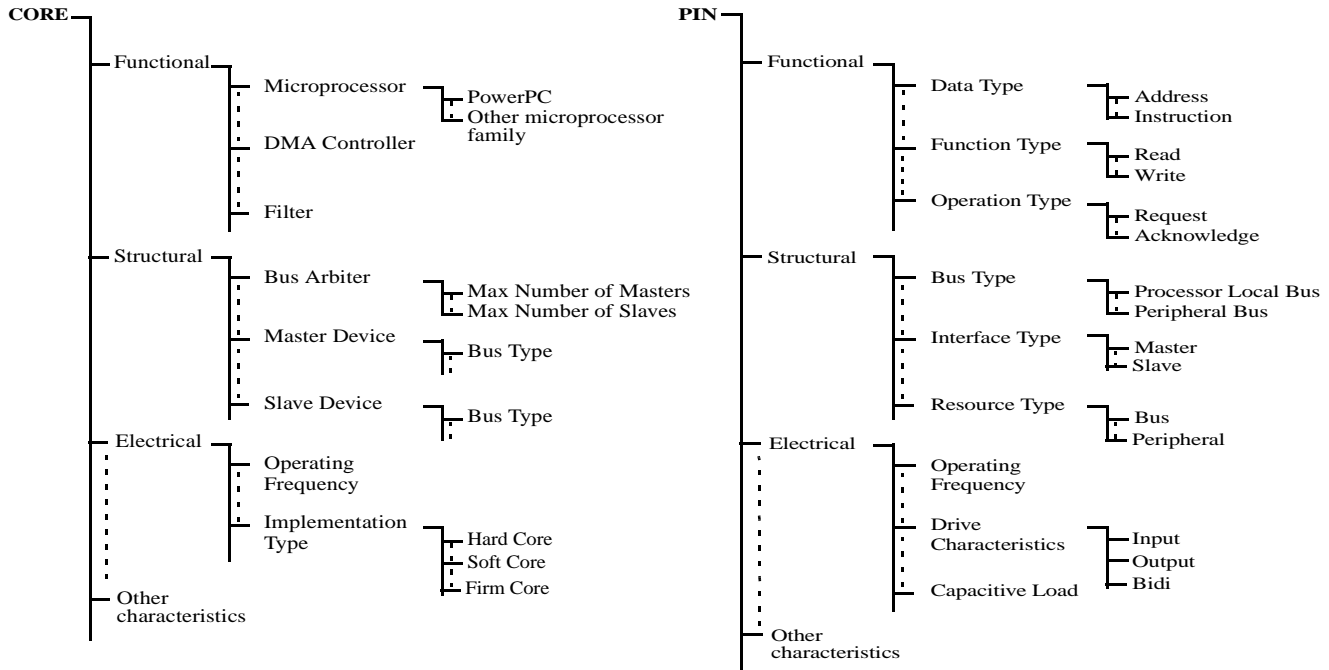 CORE
Functional
Microprocessor
PowerPC
Other microprocessor
family
DMA Controller
Filter
Structural
Bus Arbiter
Max Number of Masters
Max Number of Slaves
Master Device
Bus Type
Slave Device
Bus Type
Electrical
Operating
Frequency
Implementation
Type
Hard Core
Soft Core
Firm Core
Other
characteristics
PIN
Functional
Data Type
Address
Instruction
Function Type
Read
Write
Operation Type
Request
Acknowledge
Structural
Bus Type
Processor Local Bus
Peripheral Bus
Interface Type
Master
Slave
Resource Type
Bus
Peripheral
Electrical
Operating
Frequency
Drive
Characteristics
Input
Output
Bidi
Capacitive Load
Other
characteristics